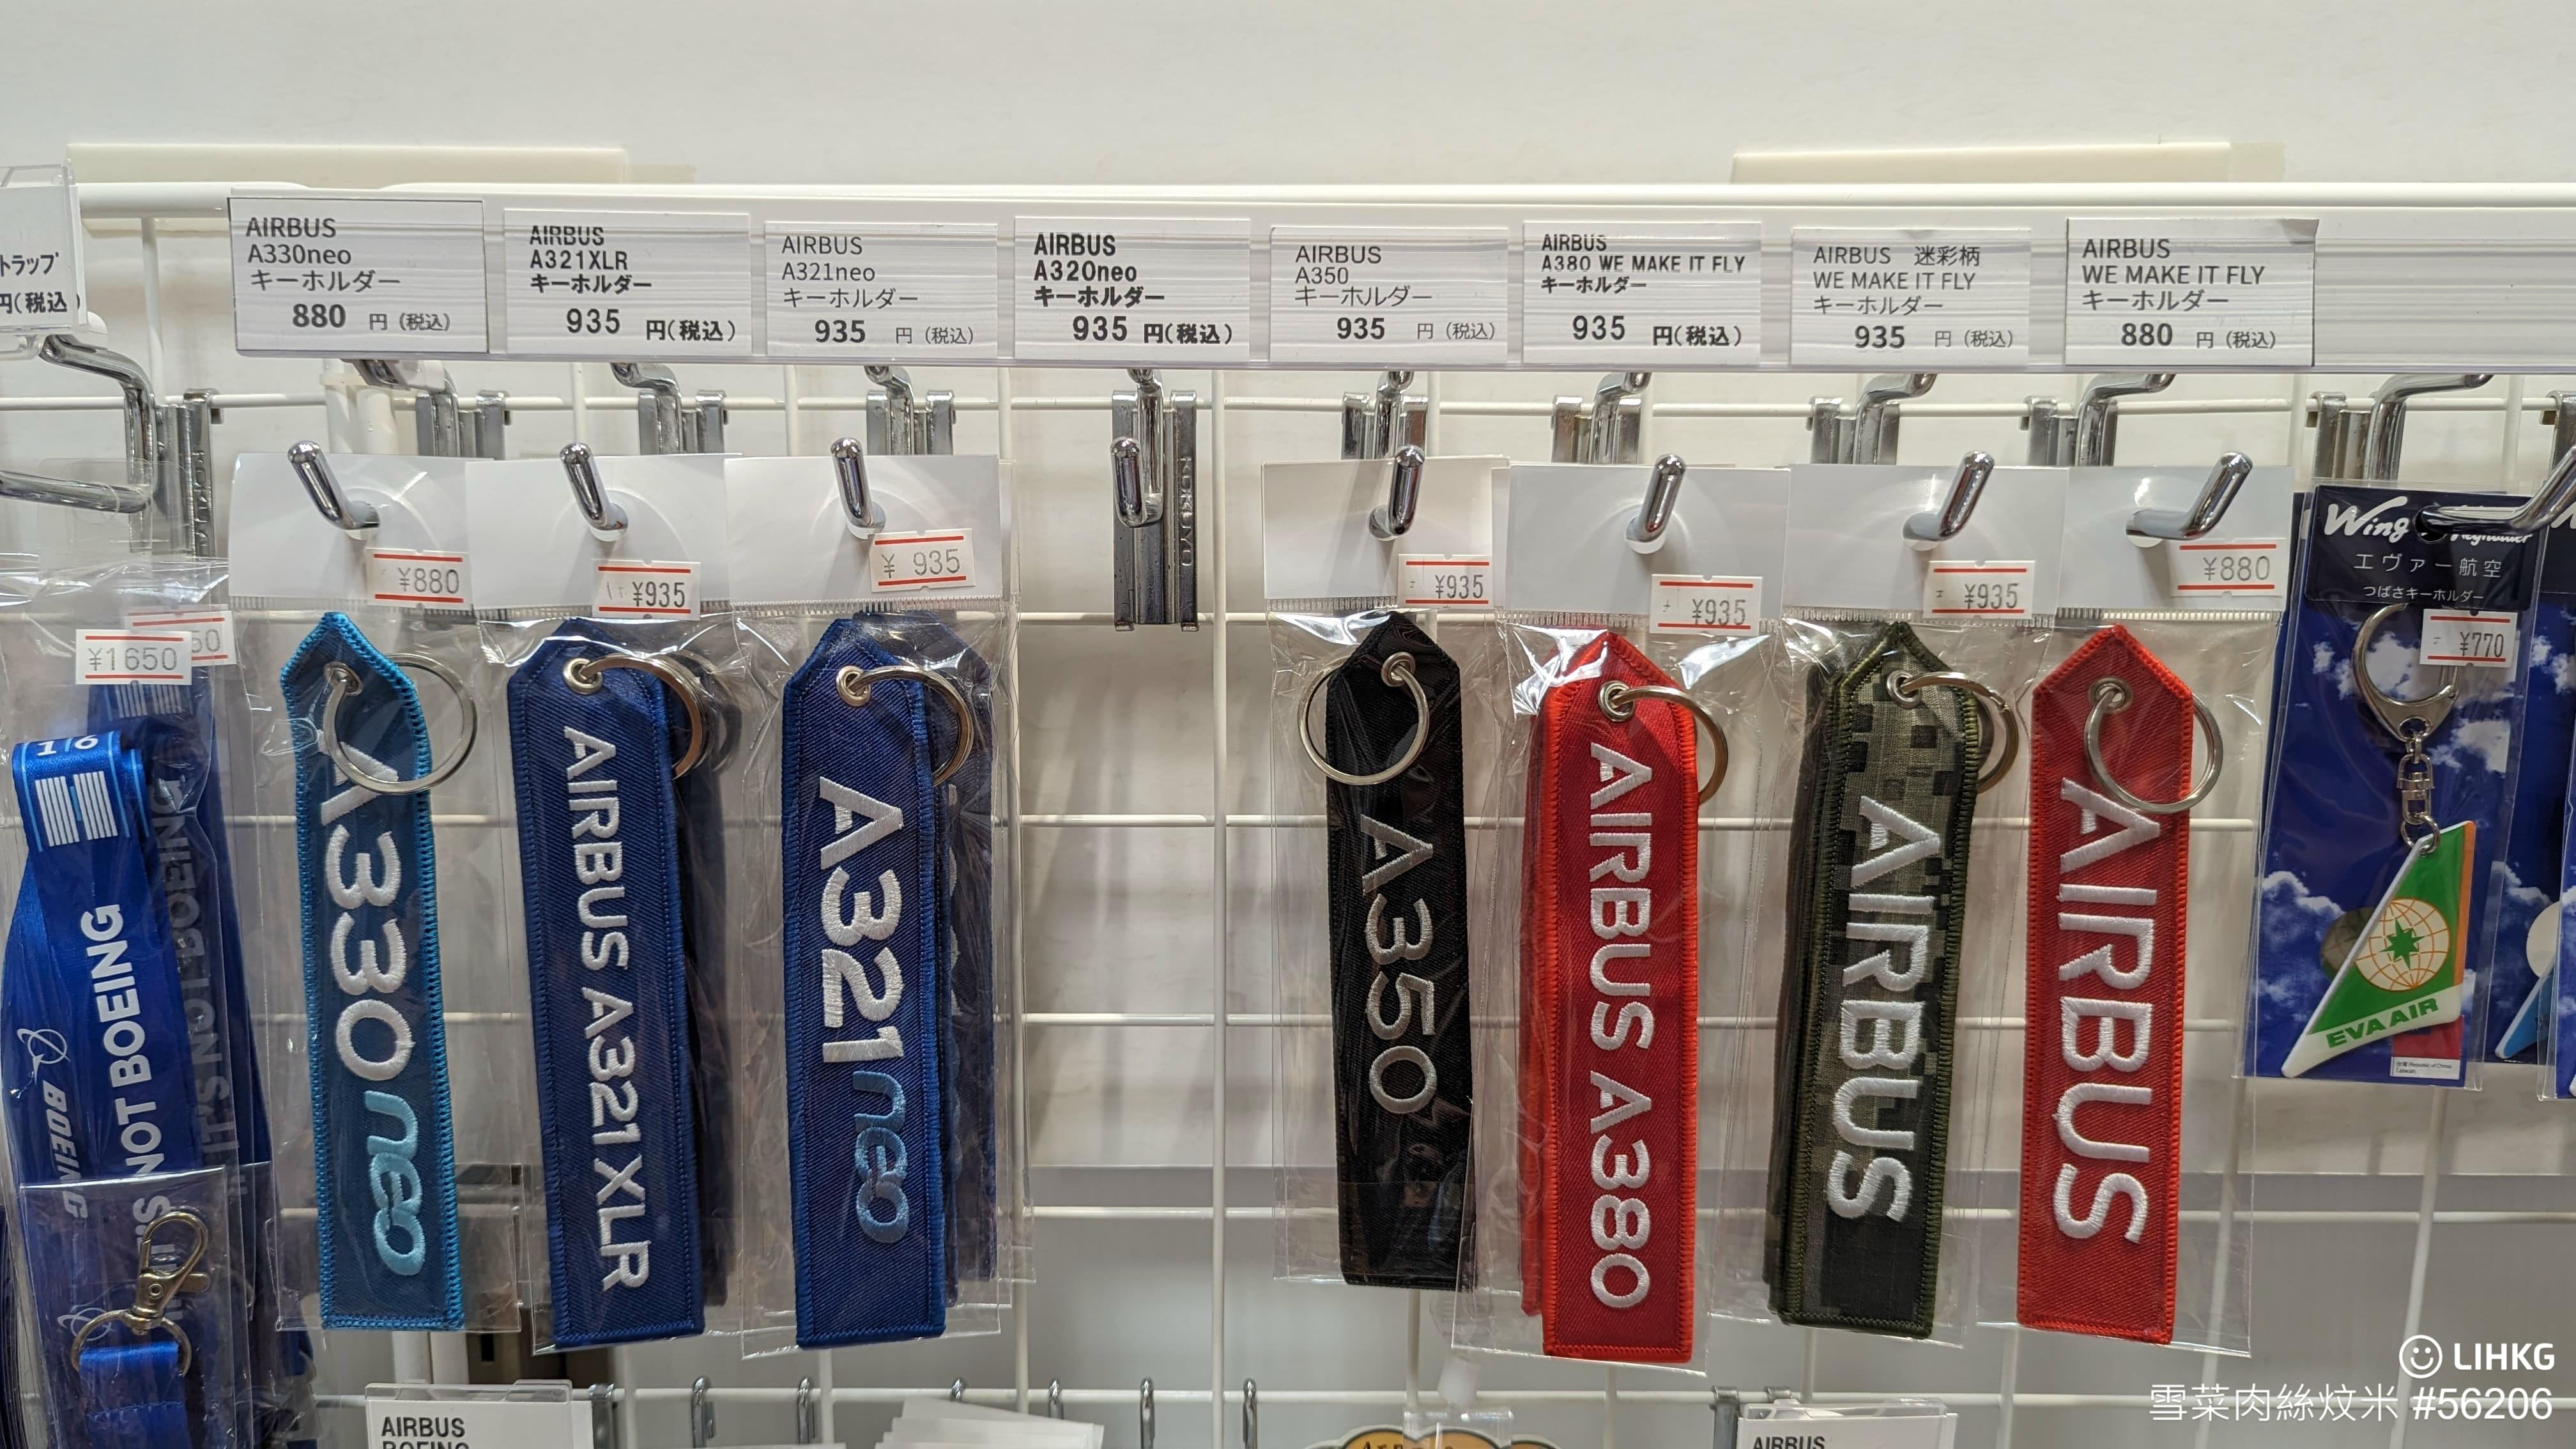 トラップ
円(税込)
AIRBUS
A330neo
キーホルダー
880 円(税込)
AIRBUS
A321XLR
キーホルダー
935 円(税込)
AIRBUS
A321neo
キーホルダー
935 円(税込)
AIRBUS
A320neo
キーホルダー
935 円(税込)
AIRBUS
A350
キーホルダー
935 円(税込)
AIRBUS
A380 WE MAKE IT FLY
キーホルダー
935 円(税込)
AIRBUS 迷彩柄
WE MAKE IT FLY
キーホルダー
935 円(税込)
AIRBUS
WE MAKE IT FLY
キーホルダー
880 円(税込)
KOKUYO
¥1650
50
¥880
¥935
¥ 935
¥935
¥935
¥935
¥880
¥770
Wing
エヴァー航空
つばさキーホルダー
NOT BOEING
BOEING
IT'S NOT BOEING
A330neo
AIRBUS A321XLR
A321neo
A350
AIRBUS A380
AIRBUS
AIRBUS
EVA AIR
AIRBUS
BOEING
AIRBUS
LIHKG
雪菜肉絲炆米 #56206